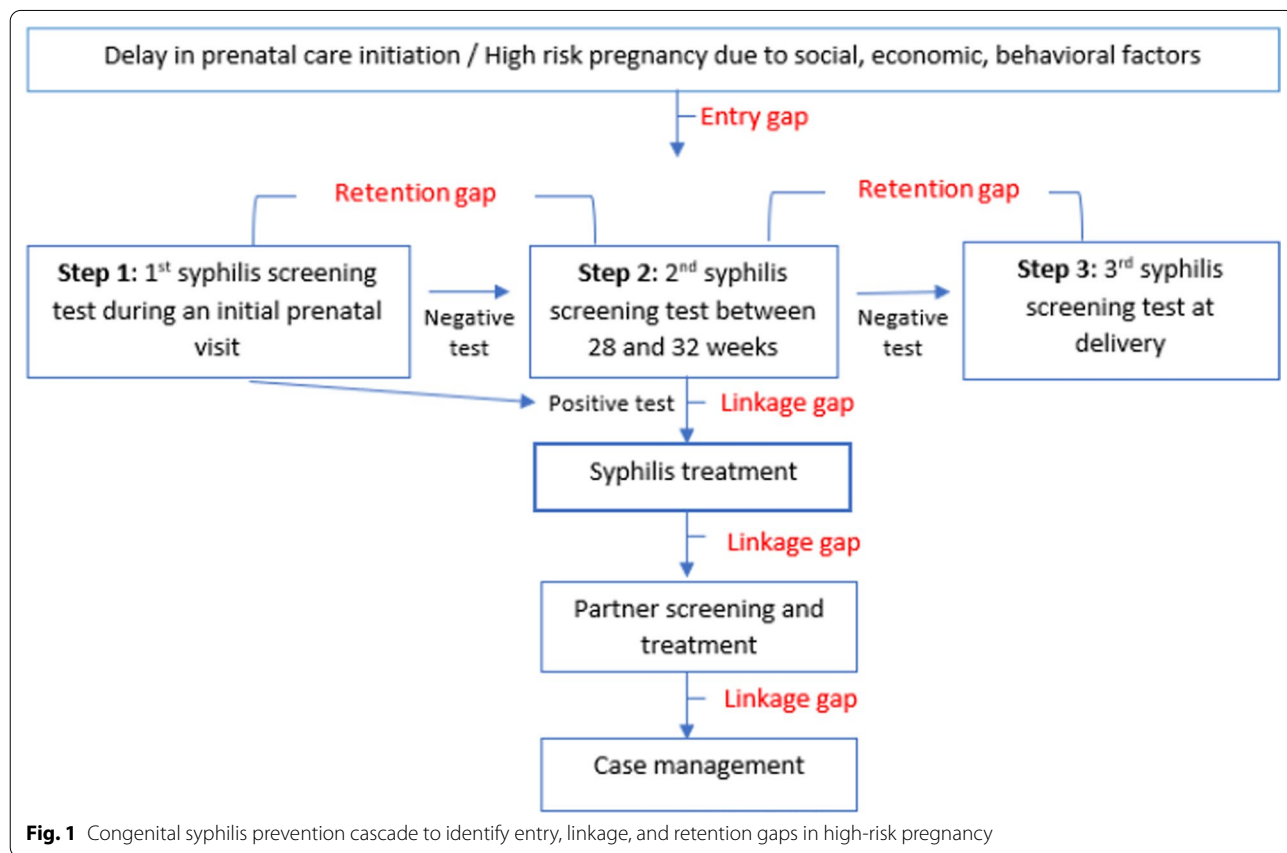 Delay in prenatal care initiation / High risk pregnancy due to social, economic, behavioral factors
Entry gap
Retention gap
Retention gap
Step 1: 1st syphilis screening
test during an initial prenatal
visit
Negative
test
Step 2: 2nd syphilis
screening test between
28 and 32 weeks
Negative
test
Step 3: 3rd syphilis
screening test at
delivery
Positive test
Linkage gap
Syphilis treatment
Linkage gap
Partner screening and
treatment
Linkage gap
Case management
Fig. 1 Congenital syphilis prevention cascade to identify entry, linkage, and retention gaps in high-risk pregnancy